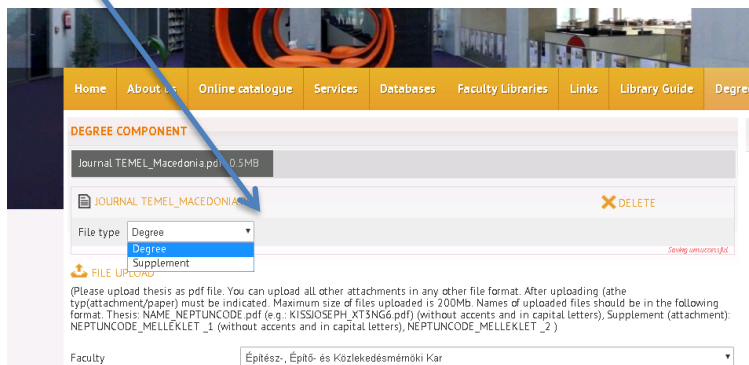 Home About us Online catalogue Services Databases Faculty Libraries Links Library Guide Degre
DEGREE COMPONENT
Journal TEMEL_Macedonia.pdf 0.5MB
JOURNAL TEMEL_MACEDONIA DELETE
File type Degree
Degree
Supplement
Saving unsuccessful
FILE UPLOAD
(Please upload thesis as pdf file. You can upload all other attachments in any other file format. After uploading (athe
typ(attachment/paper) must be indicated. Maximum size of files uploaded is 200Mb. Names of uploaded files should be in the following
format. Thesis: NAME_NEPTUNCODE.pdf (e.g.: KISSJOSEPH_XT3NG6.pdf) (without accents and in capital letters), Supplement (attachment):
NEPTUNCODE_MELLEKLET _1 (without accents and in capital letters), NEPTUNCODE_MELLEKLET _2 )
Faculty Építész-, Építő- és Közlekedésmérnöki Kar